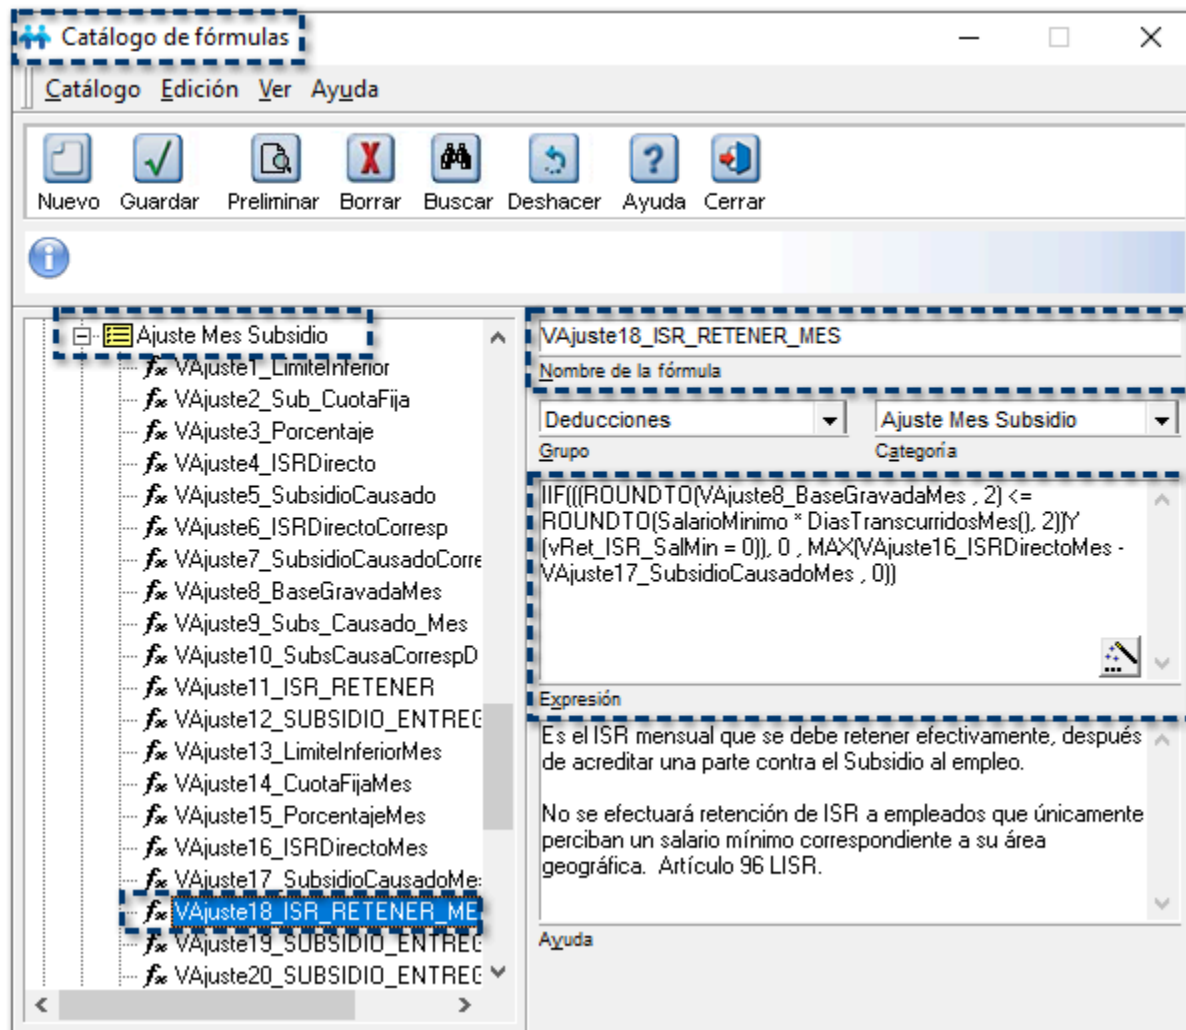 Catálogo de fórmulas
Catálogo Edición Ver Ayuda
Nuevo Guardar Preliminar Borrar Buscar Deshacer Ayuda Cerrar
Ajuste Mes Subsidio
VAjuste1_LimiteInferior
VAjuste2_Sub_CuotaFija
VAjuste3_Porcentaje
VAjuste4_ISRDirecto
VAjuste5_SubsidioCausado
VAjuste6_ISRDirectoCorresp
VAjuste7_SubsidioCausadoCorre
VAjuste8_BaseGravadaMes
VAjuste9_Subs_Causado_Mes
VAjuste10_SubsCausaCorrespD
VAjuste11_ISR_RETENER
VAjuste12_SUBSIDIO_ENTREG
VAjuste13_LimiteInferiorMes
VAjuste14_CuotaFijaMes
VAjuste15_PorcentajeMes
VAjuste16_ISRDirectoMes
VAjuste17_SubsidioCausadoMes
VAjuste18_ISR_RETENER_ME
VAjuste19_SUBSIDIO_ENTREG
VAjuste20_SUBSIDIO_ENTREG
VAjuste18_ISR_RETENER_MES
Nombre de la fórmula
Deducciones
Grupo
Ajuste Mes Subsidio
Categoría
IIF(((ROUNDTO(VAjuste8_BaseGravadaMes , 2) <=
ROUNDTO(SalarioMinimo * DiasTranscurridosMes(), 2))Y
(vRet_ISR_SalMin = 0)), 0 , MAX(VAjuste16_ISRDirectoMes -
VAjuste17_SubsidioCausadoMes , 0))
Expresión
Es el ISR mensual que se debe retener efectivamente, después
de acreditar una parte contra el Subsidio al empleo.
No se efectuará retención de ISR a empleados que únicamente
perciban un salario mínimo correspondiente a su área
geográfica. Artículo 96 LISR.
Ayuda